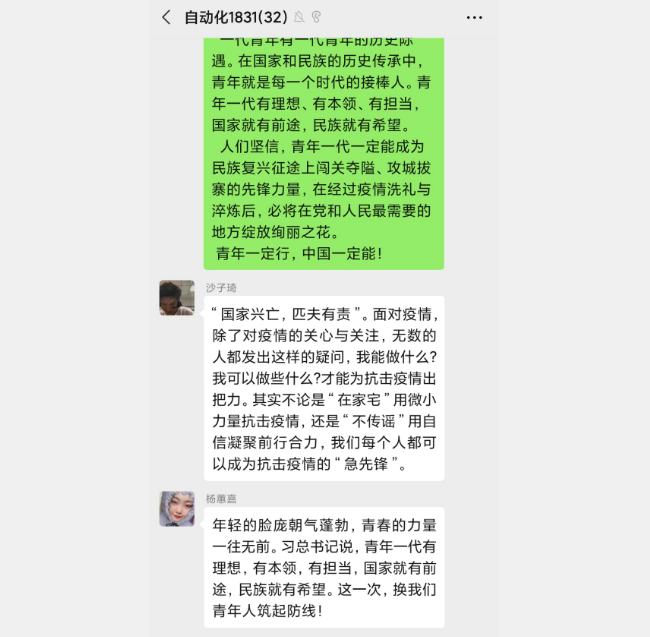 自动化1831(32)
一代青年有一代青年的历史际
遇。在国家和民族的历史传承中，
青年就是每一个时代的接棒人。青
年一代有理想、有本领、有担当，
国家就有前途，民族就有希望。
人们坚信，青年一代一定能成为
民族复兴征途上闯关夺隘、攻城拔
寨的先锋力量，在经过疫情洗礼与
淬炼后，必将在党和人民最需要的
地方绽放绚丽之花。
青年一定行，中国一定能！
沙子琦
“国家兴亡，匹夫有责”。面对疫情，
除了对疫情的关心与关注，无数的
人都发出这样的疑问，我能做什么?
我可以做些什么?才能为抗击疫情出
把力。其实不论是“在家宅”用微小
力量抗击疫情，还是“不传谣”用自
信凝聚前行合力，我们每个人都可
以成为抗击疫情的“急先锋”。
杨惠嘉
年轻的脸庞朝气蓬勃，青春的力量
一往无前。习总书记说，青年一代有
理想，有本领，有担当，国家就有前
途，民族就有希望。这一次，换我们
青年人筑起防线！